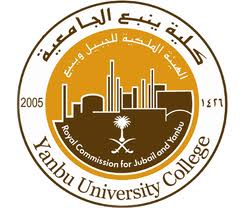 كلية ينبع الجامعية
الهيئة الملكية للجبيل وينبع
2005
١٤٢٦
Royal Commission for Jubail and Yanbu
Yanbu University College